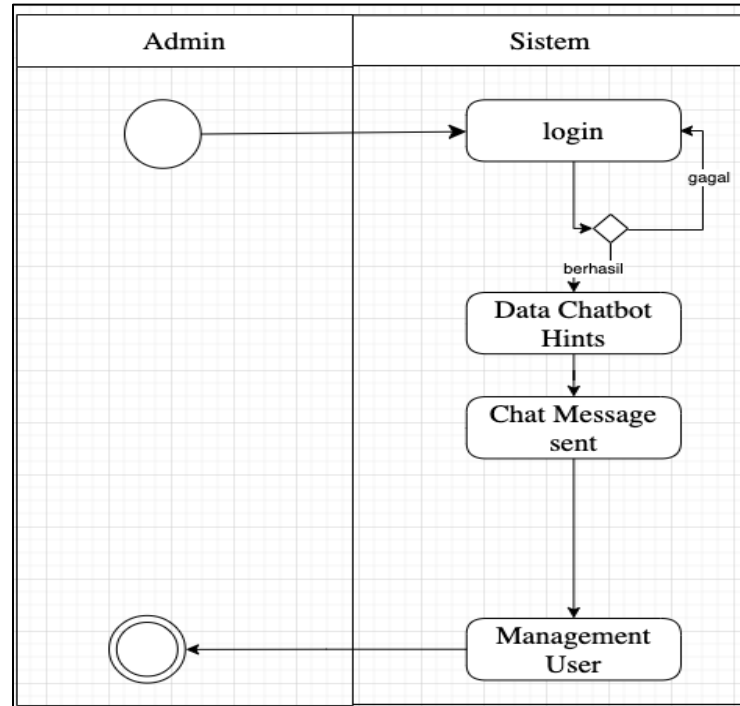 Admin
Sistem
login
gagal
berhasil
Data Chatbot
Hints
Chat Message
sent
Management
User